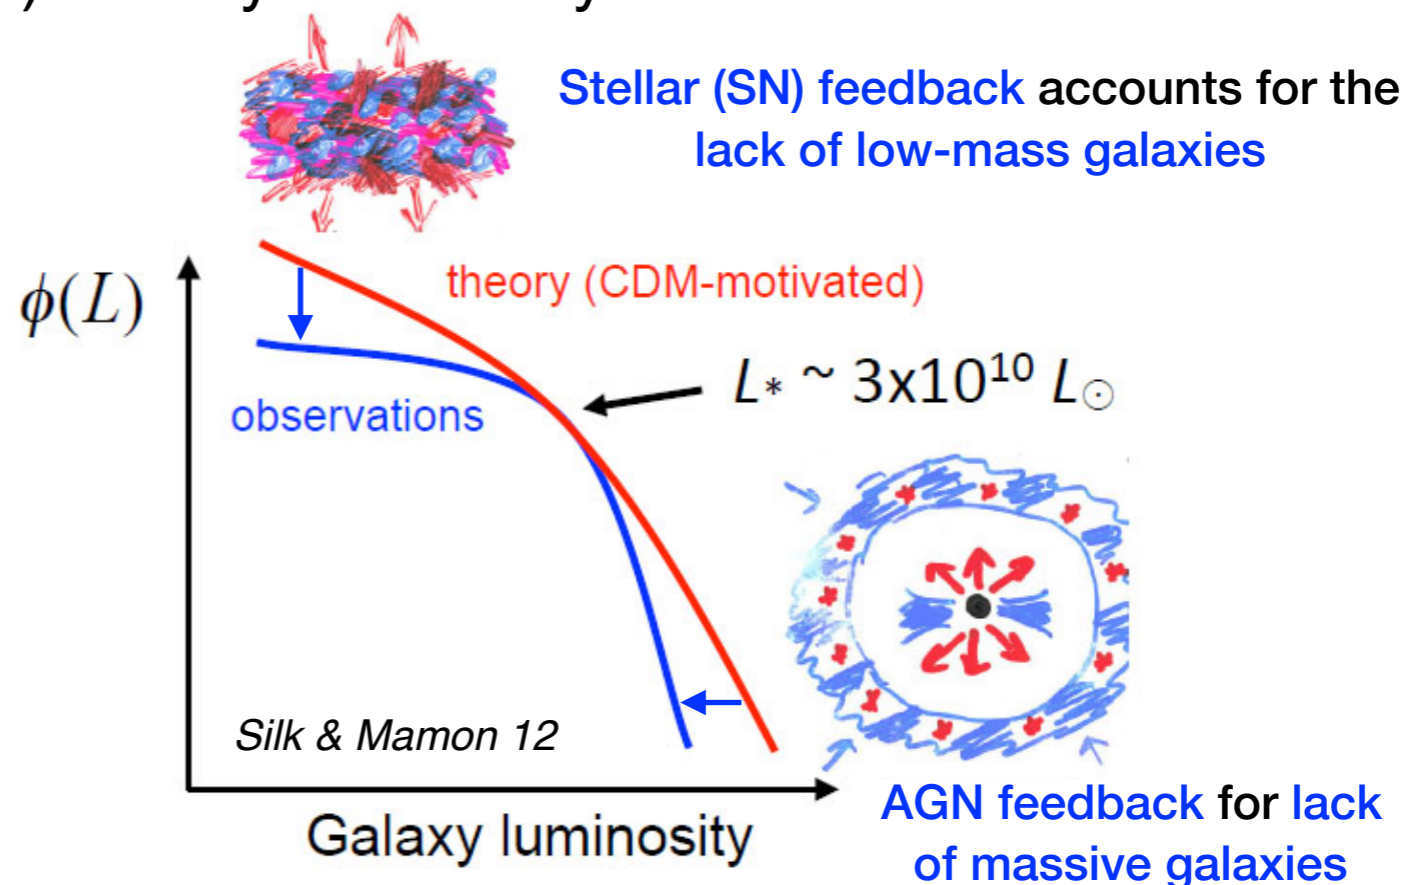 Stellar (SN) feedback accounts for the
lack of low-mass galaxies
ϕ(L)
theory (CDM-motivated)
L* ~ 3x10¹⁰ L☉
observations
Silk & Mamon 12
Galaxy luminosity
AGN feedback for lack
of massive galaxies